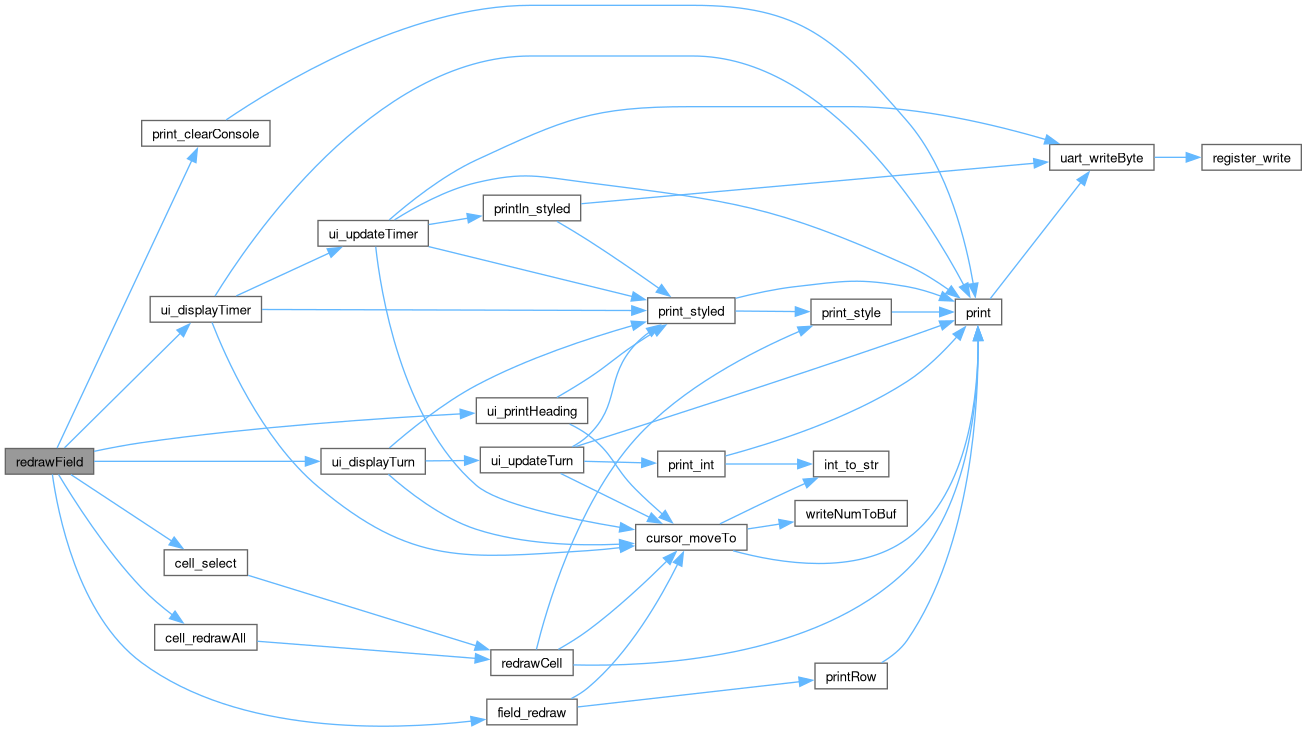 print_clearConsole
uart_writeByte
register_write
println_styled
ui_updateTimer
ui_displayTimer
print_styled
print_style
print
ui_printHeading
redrawField
ui_displayTurn
ui_updateTurn
print_int
int_to_str
writeNumToBuf
cursor_moveTo
cell_select
cell_redrawAll
redrawCell
printRow
field_redraw